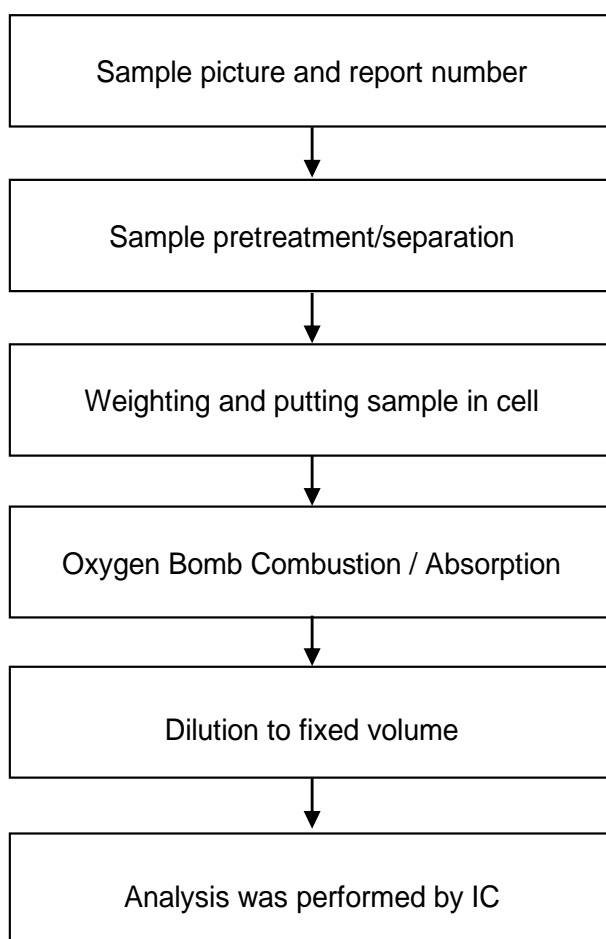 Sample picture and report number
Sample pretreatment/separation
Weighting and putting sample in cell
Oxygen Bomb Combustion / Absorption
Dilution to fixed volume
Analysis was performed by IC